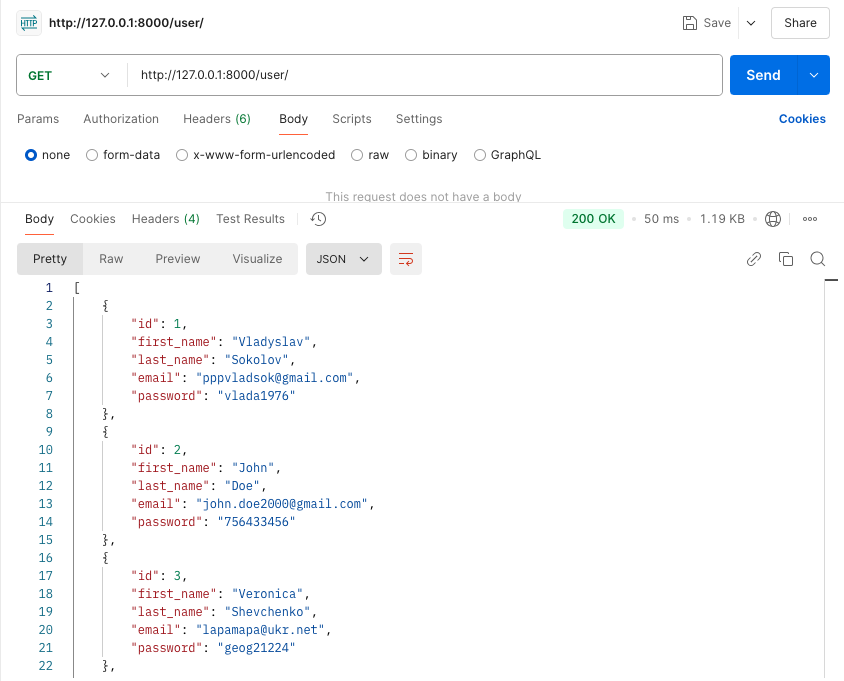 HTTP http://127.0.0.1:8000/user/ Save Share
GET http://127.0.0.1:8000/user/ Send
Params Authorization Headers (6) Body Scripts Settings Cookies
none form-data x-www-form-urlencoded raw binary GraphQL
This request does not have a body
Body Cookies Headers (4) Test Results 200 OK • 50 ms • 1.19 KB •
Pretty Raw Preview Visualize JSON
1 [
2 {
3 "id": 1,
4 "first_name": "Vladyslav",
5 "last_name": "Sokolov",
6 "email": "pppvladsok@gmail.com",
7 "password": "vlada1976"
8 },
9 {
10 "id": 2,
11 "first_name": "John",
12 "last_name": "Doe",
13 "email": "john.doe2000@gmail.com",
14 "password": "756433456"
15 },
16 {
17 "id": 3,
18 "first_name": "Veronica",
19 "last_name": "Shevchenko",
20 "email": "lapamapa@ukr.net",
21 "password": "geog21224"
22 },